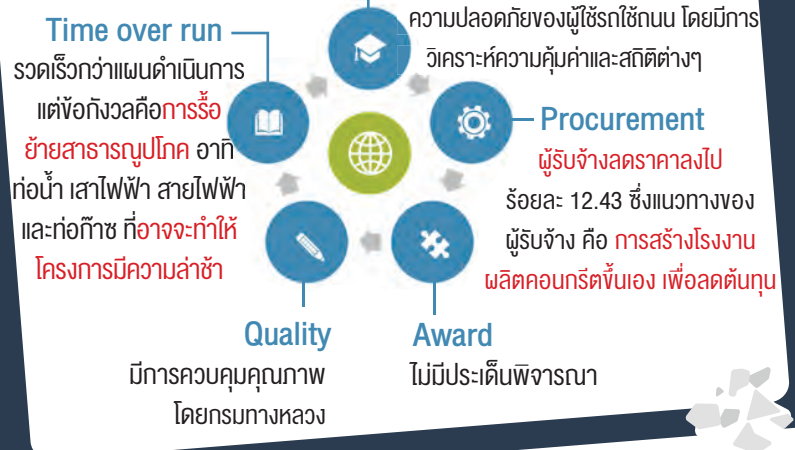 ความปลอดภัยของผู้ใช้รถใช้ถนน โดยมีการ
วิเคราะห์ความคุ้มค่าและสถิติต่างๆ
Time over run
รวดเร็วกว่าแผนดำเนินการ
แต่ข้อกังวลคือการรื้อ
ย้ายสาธารณูปโภค อาทิ
ท่อน้ำ เสาไฟฟ้า สายไฟฟ้า
และท่อก๊าซ ที่อาจจะทำให้
โครงการมีความล่าช้า
Procurement
ผู้รับจ้างลดราคาลงไป
ร้อยละ 12.43 ซึ่งแนวทางของ
ผู้รับจ้าง คือ การสร้างโรงงาน
ผลิตคอนกรีตขึ้นเอง เพื่อลดต้นทุน
Quality
มีการควบคุมคุณภาพ
โดยกรมทางหลวง
Award
ไม่มีประเด็นพิจารณา